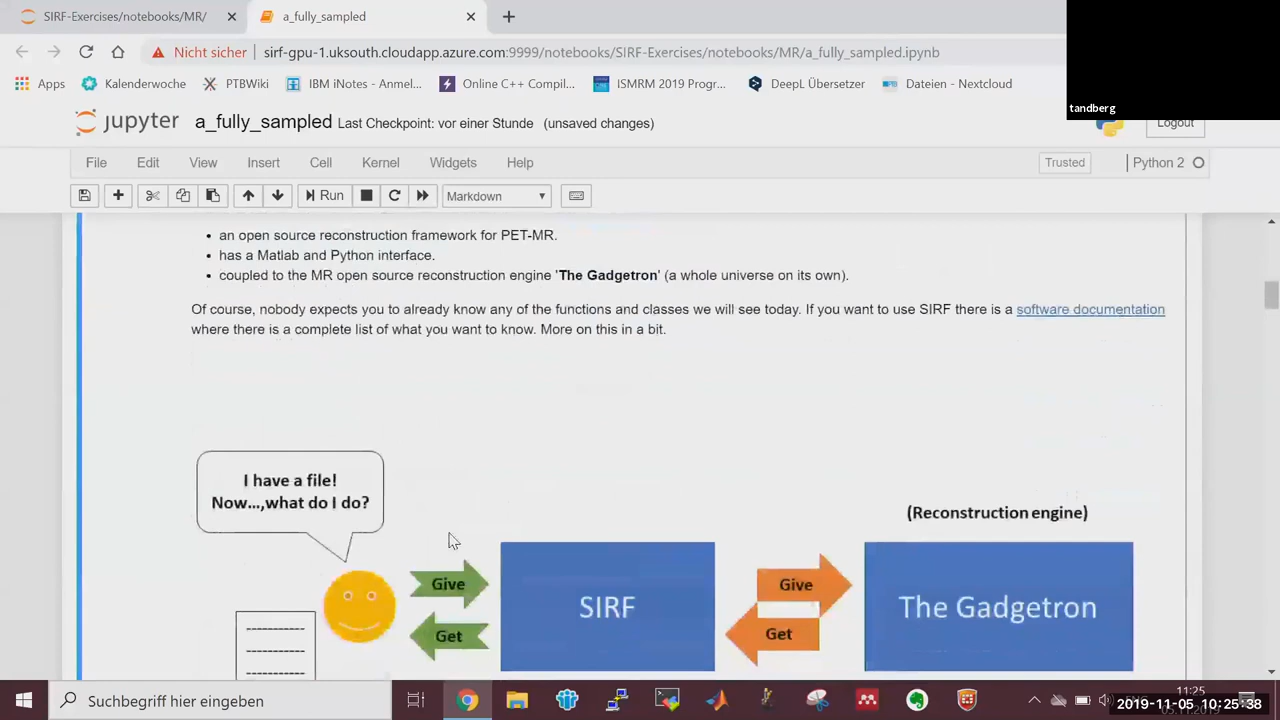 SIRF-Exercises/notebooks/MR/
a_fully_sampled
Nicht sicher
sirf-gpu-1.uksouth.cloudapp.azure.com:9999/notebooks/SIRF-Exercises/notebooks/MR/a_fully_sampled.ipynb
Apps
Kalenderwoche
PTBWiki
IBM iNotes - Anmel...
Online C++ Compil...
ISMRM 2019 Progr...
DeepL Übersetzer
Dateien - Nextcloud
tandberg
jupyter
a_fully_sampled
Last Checkpoint: vor einer Stunde (unsaved changes)
Logout
File
Edit
View
Insert
Cell
Kernel
Widgets
Help
Trusted
Python 2
Run
Markdown
• an open source reconstruction framework for PET-MR.
• has a Matlab and Python interface.
• coupled to the MR open source reconstruction engine 'The Gadgetron' (a whole universe on its own).
Of course, nobody expects you to already know any of the functions and classes we will see today. If you want to use SIRF there is a software documentation
where there is a complete list of what you want to know. More on this in a bit.
I have a file!
Now...,what do I do?
(Reconstruction engine)
Give
Get
SIRF
Give
Get
The Gadgetron
Suchbegriff hier eingeben
11:25
2019-11-05 10:25:38